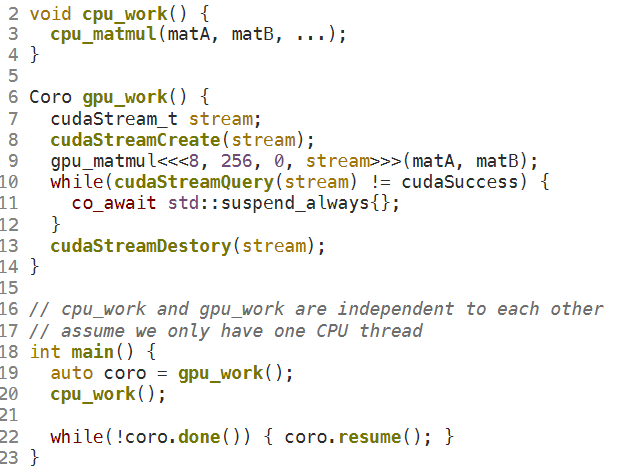 2 void cpu_work() {
3   cpu_matmul(matA, matB, ...);
4 }
5
6 Coro gpu_work() {
7   cudaStream_t stream;
8   cudaStreamCreate(stream);
9   gpu_matmul<<<8, 256, 0, stream>>>(matA, matB);
10   while(cudaStreamQuery(stream) != cudaSuccess) {
11     co_await std::suspend_always{};
12   }
13   cudaStreamDestory(stream);
14 }
15
16 // cpu_work and gpu_work are independent to each other
17 // assume we only have one CPU thread
18 int main() {
19   auto coro = gpu_work();
20   cpu_work();
21
22   while(!coro.done()) { coro.resume(); }
23 }